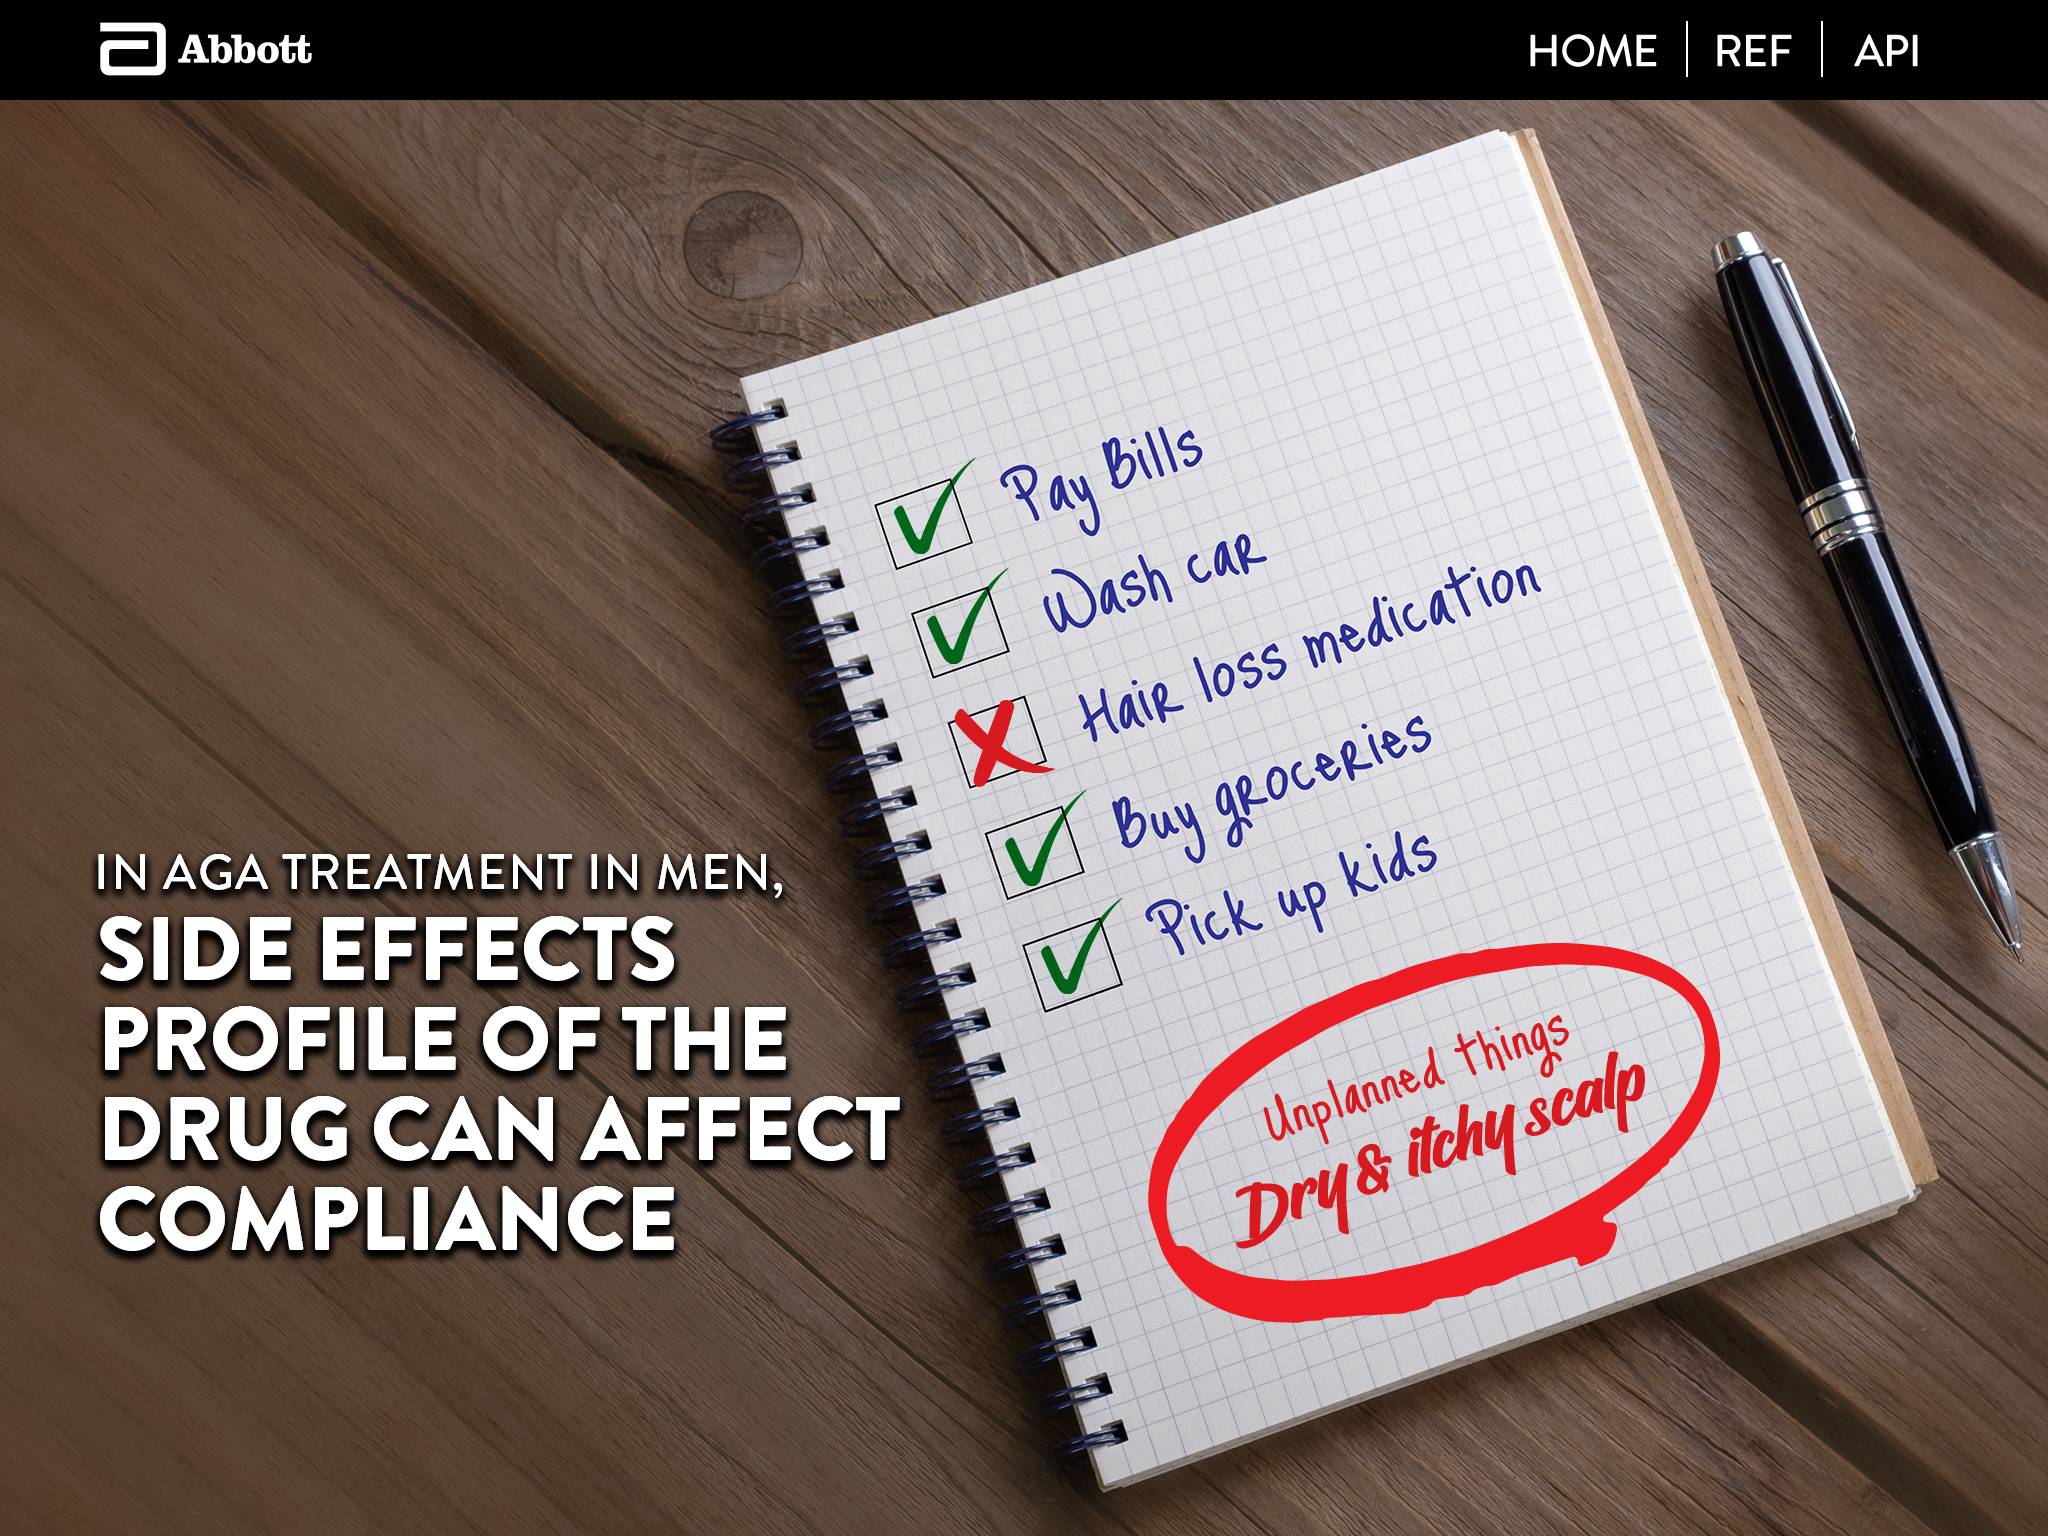 Abbott
HOME
REF
API
Pay Bills
Wash car
Hair loss medication
Buy groceries
Pick up kids
Unplanned things
Dry & itchy scalp
IN AGA TREATMENT IN MEN,
SIDE EFFECTS
PROFILE OF THE
DRUG CAN AFFECT
COMPLIANCE